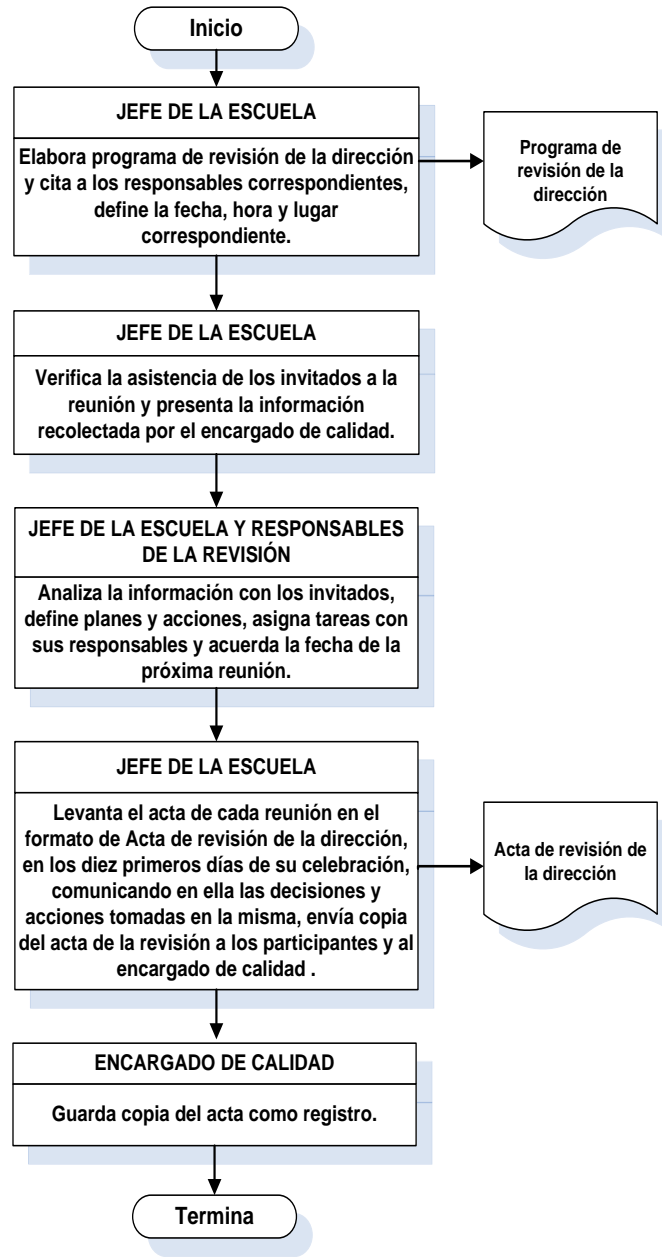 Inicio
JEFE DE LA ESCUELA
Elabora programa de revisión de la dirección
y cita a los responsables correspondientes,
define la fecha, hora y lugar
correspondiente.
Programa de
revisión de la
dirección
JEFE DE LA ESCUELA
Verifica la asistencia de los invitados a la
reunión y presenta la información
recolectada por el encargado de calidad.
JEFE DE LA ESCUELA Y RESPONSABLES
DE LA REVISIÓN
Analiza la información con los invitados,
define planes y acciones, asigna tareas con
sus responsables y acuerda la fecha de la
próxima reunión.
JEFE DE LA ESCUELA
Levanta el acta de cada reunión en el
formato de Acta de revisión de la dirección,
en los diez primeros días de su celebración,
comunicando en ella las decisiones y
acciones tomadas en la misma, envía copia
del acta de la revisión a los participantes y al
encargado de calidad .
Acta de revisión de
la dirección
ENCARGADO DE CALIDAD
Guarda copia del acta como registro.
Termina